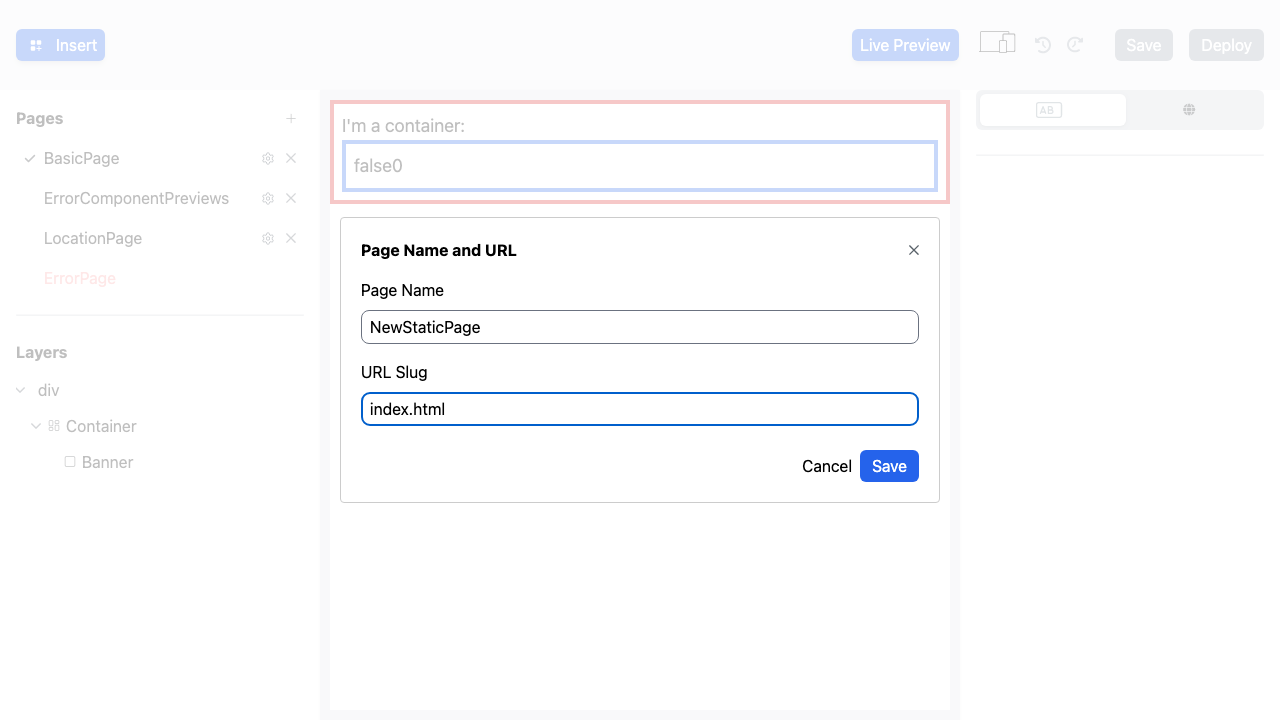 Insert
Live Preview
Save
Deploy
Pages
BasicPage
ErrorComponentPreviews
LocationPage
ErrorPage
Layers
div
Container
Banner
I'm a container:
false0
Page Name and URL
Page Name
NewStaticPage
URL Slug
index.html
Cancel
Save
AB